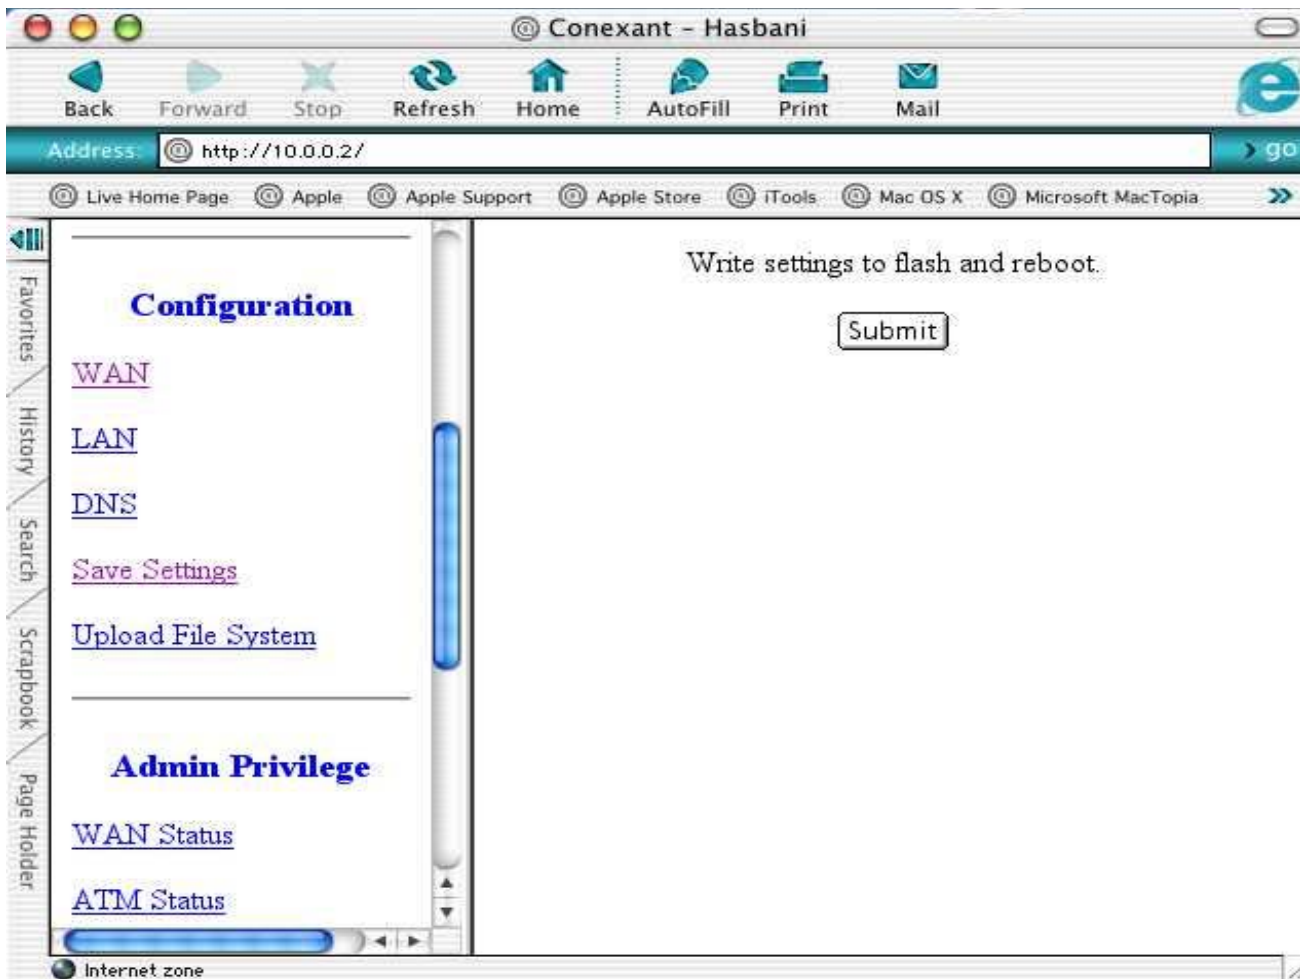 @ Conexant - Hasbani
Back Forward Stop Refresh Home AutoFill Print Mail
Address: @ http://10.0.0.2/ go
@ Live Home Page @ Apple @ Apple Support @ Apple Store @ iTools @ Mac OS X @ Microsoft MacTopia
Favorites
History
Search
Scrapbook
Page Holder
Configuration
WAN
LAN
DNS
Save Settings
Upload File System
Admin Privilege
WAN Status
ATM Status
Write settings to flash and reboot.
Submit
Internet zone